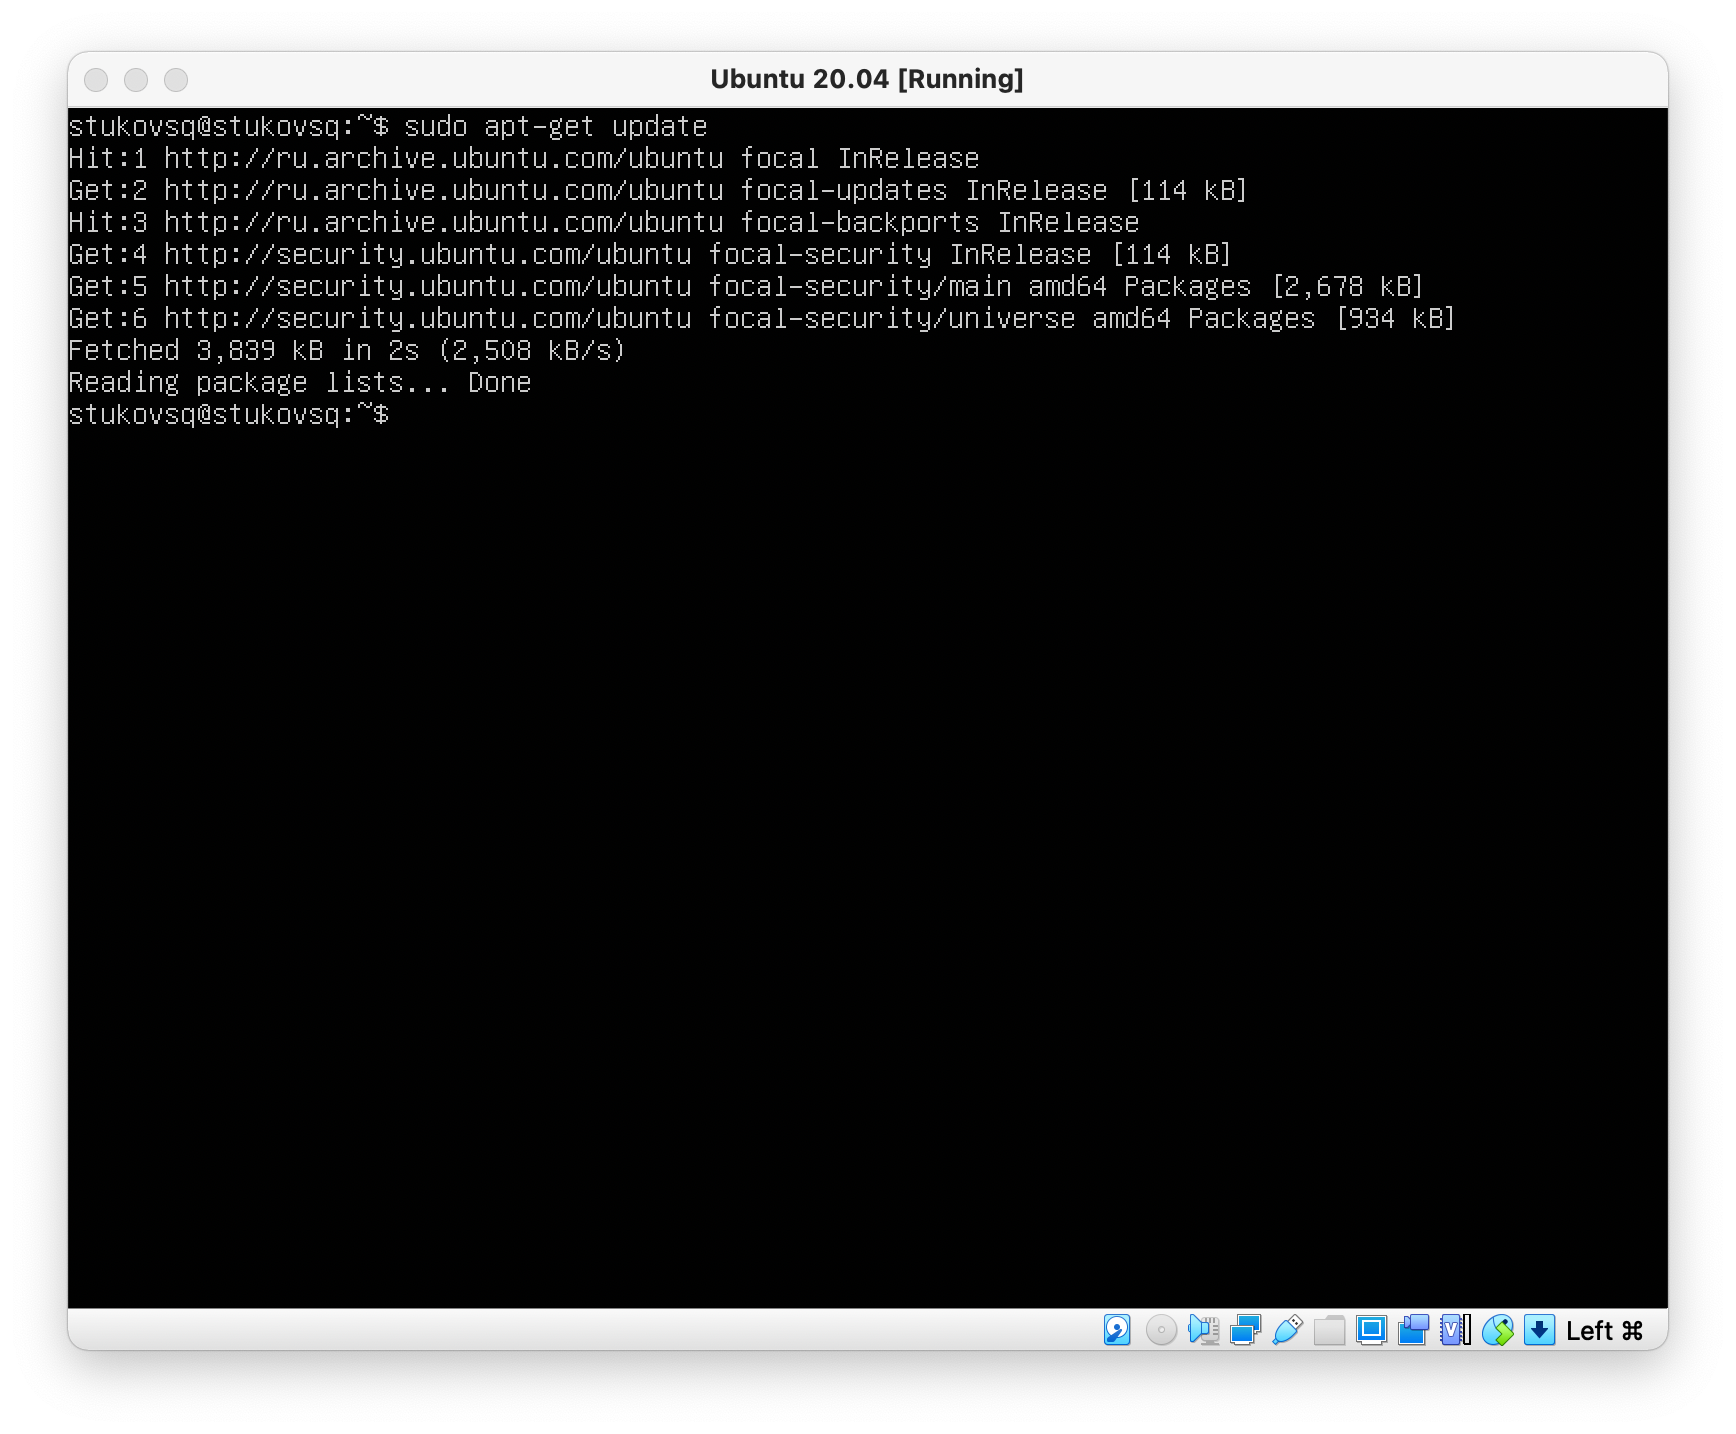 Ubuntu 20.04 [Running]
stukovsq@stukovsq:~$ sudo apt-get update
Hit:1 http://ru.archive.ubuntu.com/ubuntu focal InRelease
Get:2 http://ru.archive.ubuntu.com/ubuntu focal-updates InRelease [114 kB]
Hit:3 http://ru.archive.ubuntu.com/ubuntu focal-backports InRelease
Get:4 http://security.ubuntu.com/ubuntu focal-security InRelease [114 kB]
Get:5 http://security.ubuntu.com/ubuntu focal-security/main amd64 Packages [2,678 kB]
Get:6 http://security.ubuntu.com/ubuntu focal-security/universe amd64 Packages [934 kB]
Fetched 3,839 kB in 2s (2,508 kB/s)
Reading package lists... Done
stukovsq@stukovsq:~$
Left ⌘